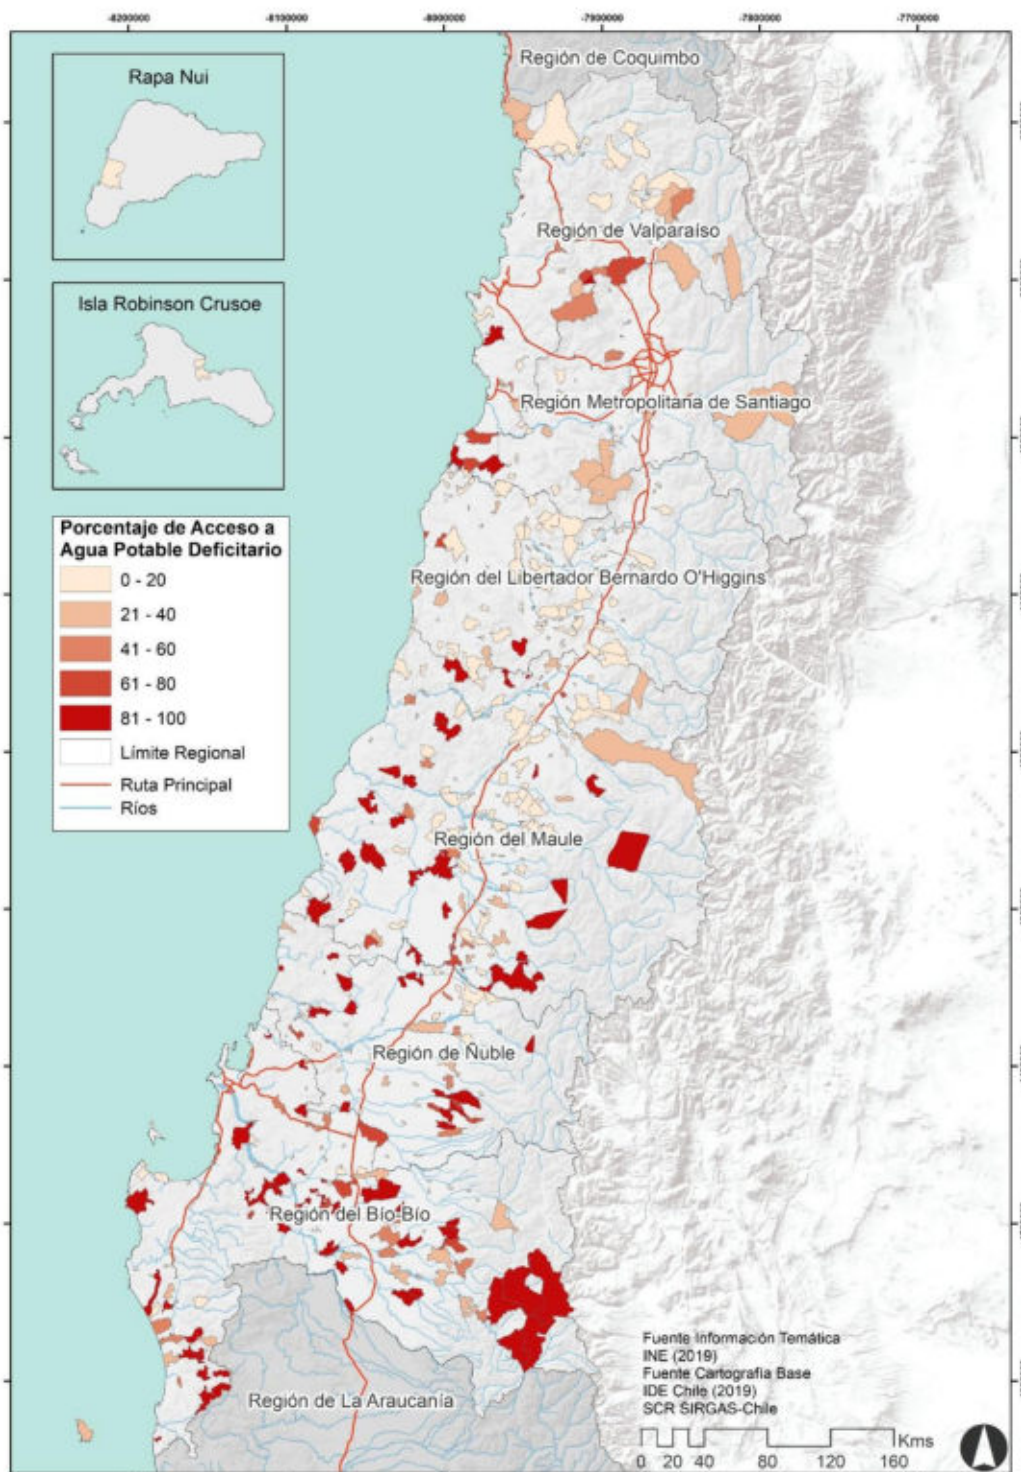 -8200000 -8100000 -8000000 -7900000 -7800000 -7700000
Región de Coquimbo
Rapa Nui
Región de Valparaíso
Isla Robinson Crusoe
Región Metropolitana de Santiago
Porcentaje de Acceso a
Agua Potable Deficitario
0 - 20
21 - 40
41 - 60
61 - 80
81 - 100
Límite Regional
Ruta Principal
Ríos
Región del Libertador Bernardo O'Higgins
Región del Maule
Región de Ñuble
Región del Bío-Bío
Región de La Araucanía
Fuente Información Temática
INE (2019)
Fuente Cartografía Base
IDE Chile (2019)
SCR SIRGAS-Chile
Kms
0 20 40 80 120 160